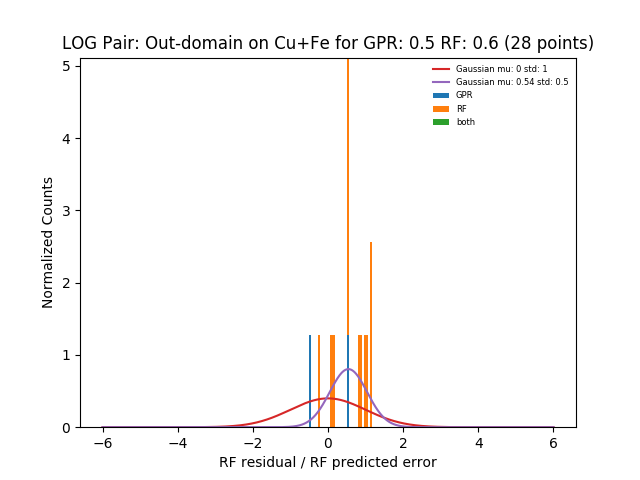 LOG Pair: Out-domain on Cu+Fe for GPR: 0.5 RF: 0.6 (28 points)
Gaussian mu: 0 std: 1
Gaussian mu: 0.54 std: 0.5
GPR
RF
both
Normalized Counts
5
4
3
2
1
0
−6 −4 −2 0 2 4 6
RF residual / RF predicted error